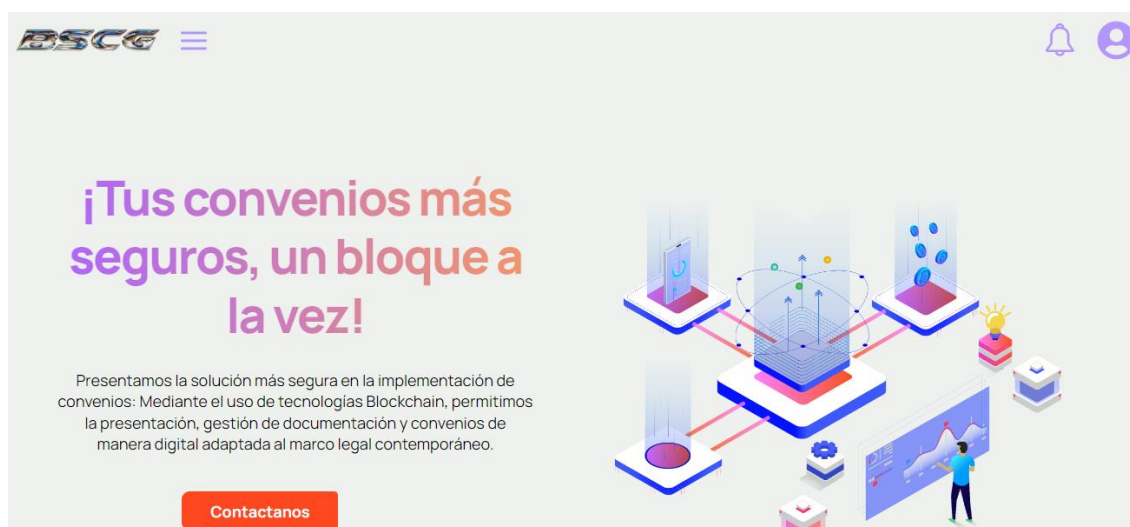 BSCG
¡Tus convenios más
seguros, un bloque a
la vez!
Presentamos la solución más segura en la implementación de
convenios: Mediante el uso de tecnologías Blockchain, permitimos
la presentación, gestión de documentación y convenios de
manera digital adaptada al marco legal contemporáneo.
Contactanos